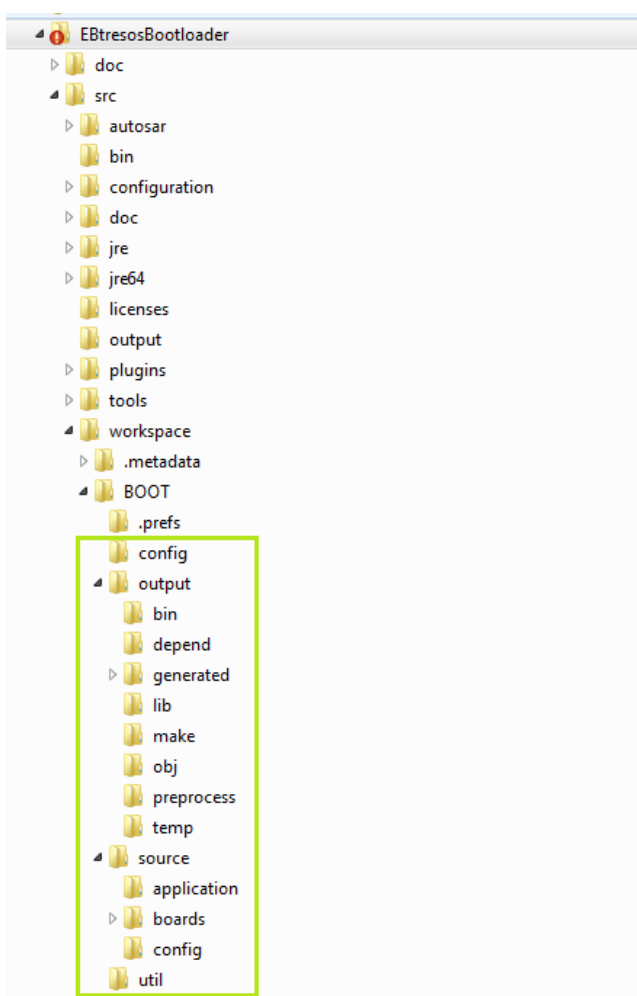 EBtresosBootloader
doc
src
autosar
bin
configuration
doc
jre
jre64
licenses
output
plugins
tools
workspace
.metadata
BOOT
.prefs
config
output
bin
depend
generated
lib
make
obj
preprocess
temp
source
application
boards
config
util